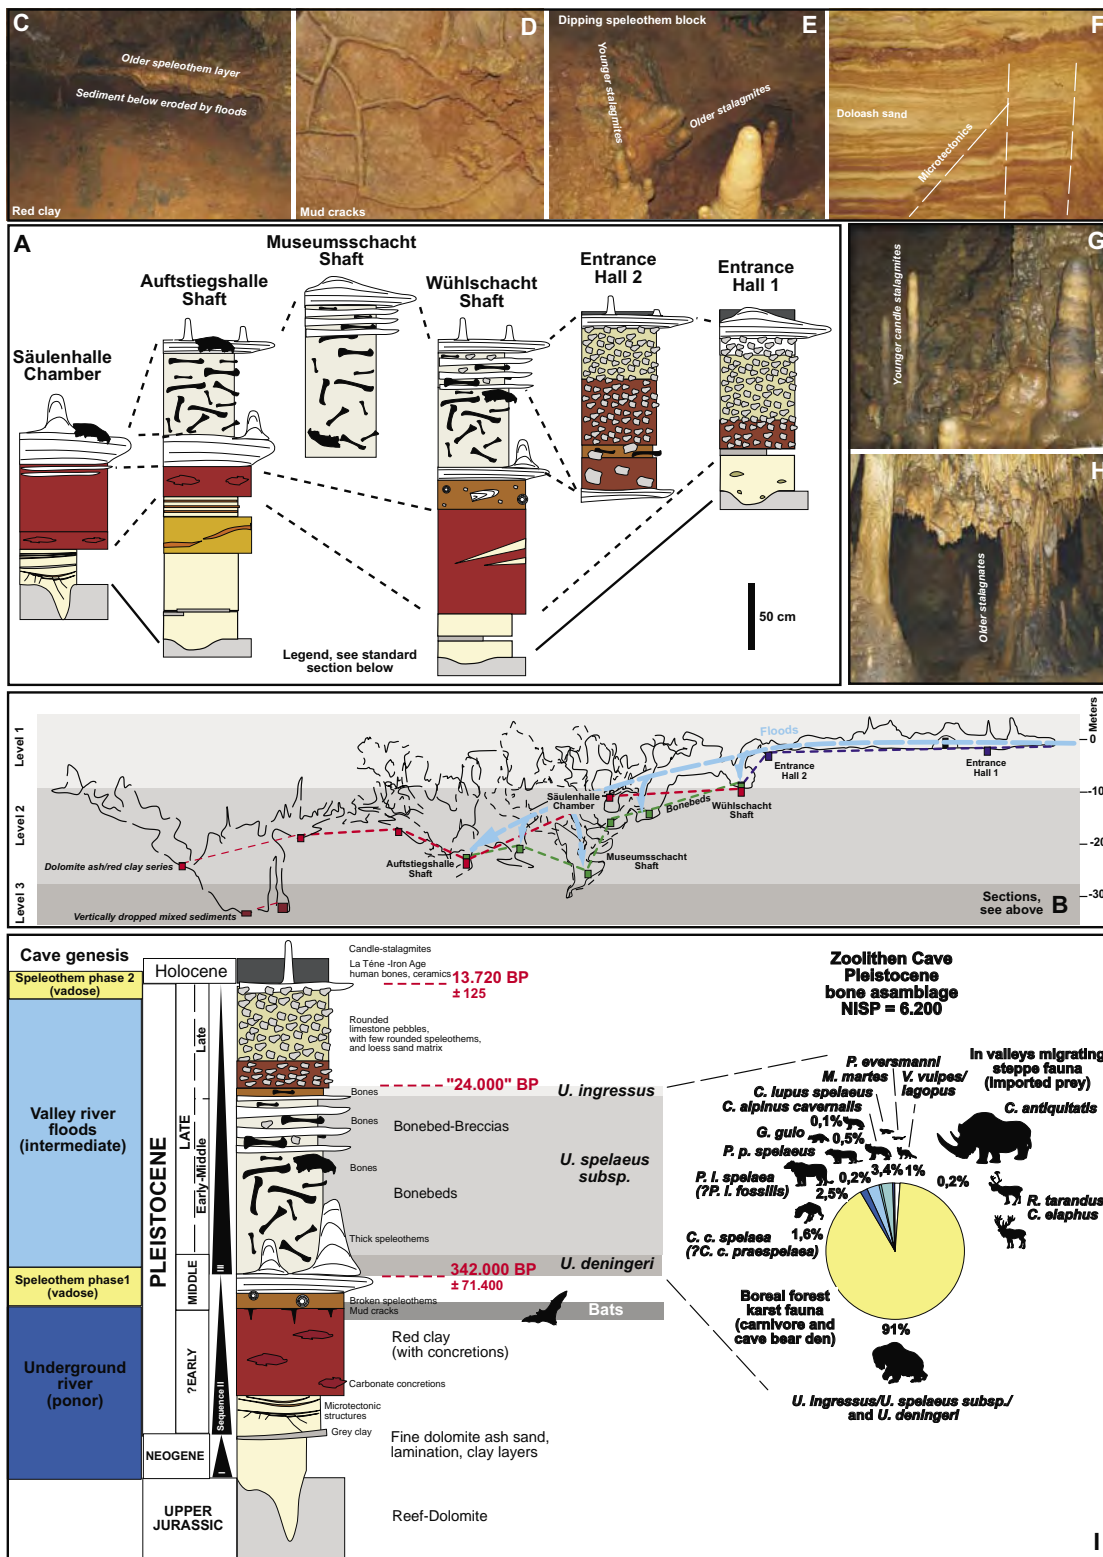 C
Older speleothem layer
Sediment below eroded by floods
Red clay
D
Mud cracks
Dipping speleothem block
E
Younger stalagmites
Older stalagmites
F
Doloash sand
Microtectonics
A
Säulenhalle
Chamber
Auftstiegshalle
Shaft
Museumsschacht
Shaft
Wühlschacht
Shaft
Entrance
Hall 2
Entrance
Hall 1
50 cm
Legend, see standard
section below
G
Younger candle stalagmites
H
Older stalagnates
Level 1
Level 2
Level 3
Floods
Meters
0
-10
-20
-30
Entrance
Hall 2
Entrance
Hall 1
Säulenhalle
Chamber
Bonebeds
Wühlschacht
Shaft
Dolomite ash/red clay series
Auftstiegshalle
Shaft
Museumsschacht
Shaft
Vertically dropped mixed sediments
Sections,
see above
B
Cave genesis
Speleothem phase 2
(vadose)
Valley river
floods
(intermediate)
Speleothem phase1
(vadose)
Underground
river
(ponor)
Holocene
PLEISTOCENE
LATE
Late
Early-Middle
MIDDLE
?EARLY
NEOGENE
UPPER
JURASSIC
III
Sequence II
I
Candle-stalagmites
La Téne -Iron Age
human bones, ceramics
13.720 BP
± 125
Rounded
limestone pebbles,
with few rounded speleothems,
and loess sand matrix
"24.000" BP
Bones
U. ingressus
Bones
Bonebed-Breccias
U. spelaeus
subsp.
Bones
Bonebeds
Thick speleothems
U. deningeri
342.000 BP
± 71.400
Broken speleothems
Mud cracks
Bats
Red clay
(with concretions)
Carbonate concretions
Microtectonic
structures
Grey clay
Fine dolomite ash sand,
lamination, clay layers
Reef-Dolomite
Zoolithen Cave
Pleistocene
bone asamblage
NISP = 6.200
In valleys migrating
steppe fauna
(imported prey)
P. eversmanni
M. martes
V. vulpes/
lagopus
C. lupus spelaeus
C. alpinus cavernalis
C. antiquitatis
0,1%
G. gulo
0,5%
P. p. spelaeus
P. l. spelaea
(?P. l. fossilis)
0,2%
3,4%
1%
0,2%
2,5%
R. tarandus
C. elaphus
1,6%
C. c. spelaea
(?C. c. praespelaea)
Boreal forest
karst fauna
(carnivore and
cave bear den)
91%
U. ingressus/U. spelaeus subsp./
and U. deningeri
I